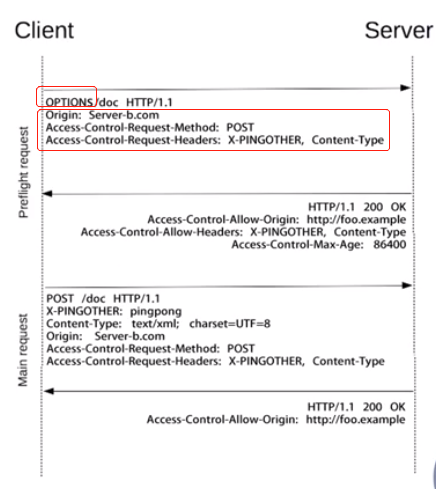 Client
Server
OPTIONS /doc HTTP/1.1
Origin: Server-b.com
Access-Control-Request-Method: POST
Access-Control-Request-Headers: X-PINGOTHER, Content-Type
Preflight request
HTTP/1.1 200 OK
Access-Control-Allow-Origin: http://foo.example
Access-Control-Allow-Headers: X-PINGOTHER, Content-Type
Access-Control-Max-Age: 86400
POST /doc HTTP/1.1
X-PINGOTHER: pingpong
Content-Type: text/xml; charset=UTF=8
Origin: Server-b.com
Access-Control-Request-Method: POST
Access-Control-Request-Headers: X-PINGOTHER, Content-Type
Main request
HTTP/1.1 200 OK
Access-Control-Allow-Origin: http://foo.example